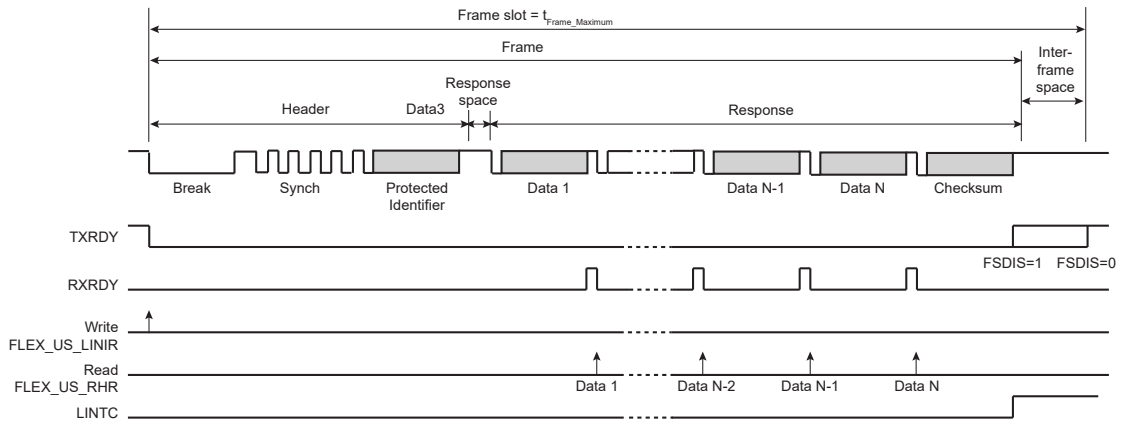 Frame slot = tFrame_Maximum
Frame
Inter-
frame
space
Response
space
Header
Data3
Response
Break
Synch
Protected
Identifier
Data 1
Data N-1
Data N
Checksum
TXRDY
FSDIS=1
FSDIS=0
RXRDY
Write
FLEX_US_LINIR
Read
FLEX_US_RHR
Data 1
Data N-2
Data N-1
Data N
LINTC